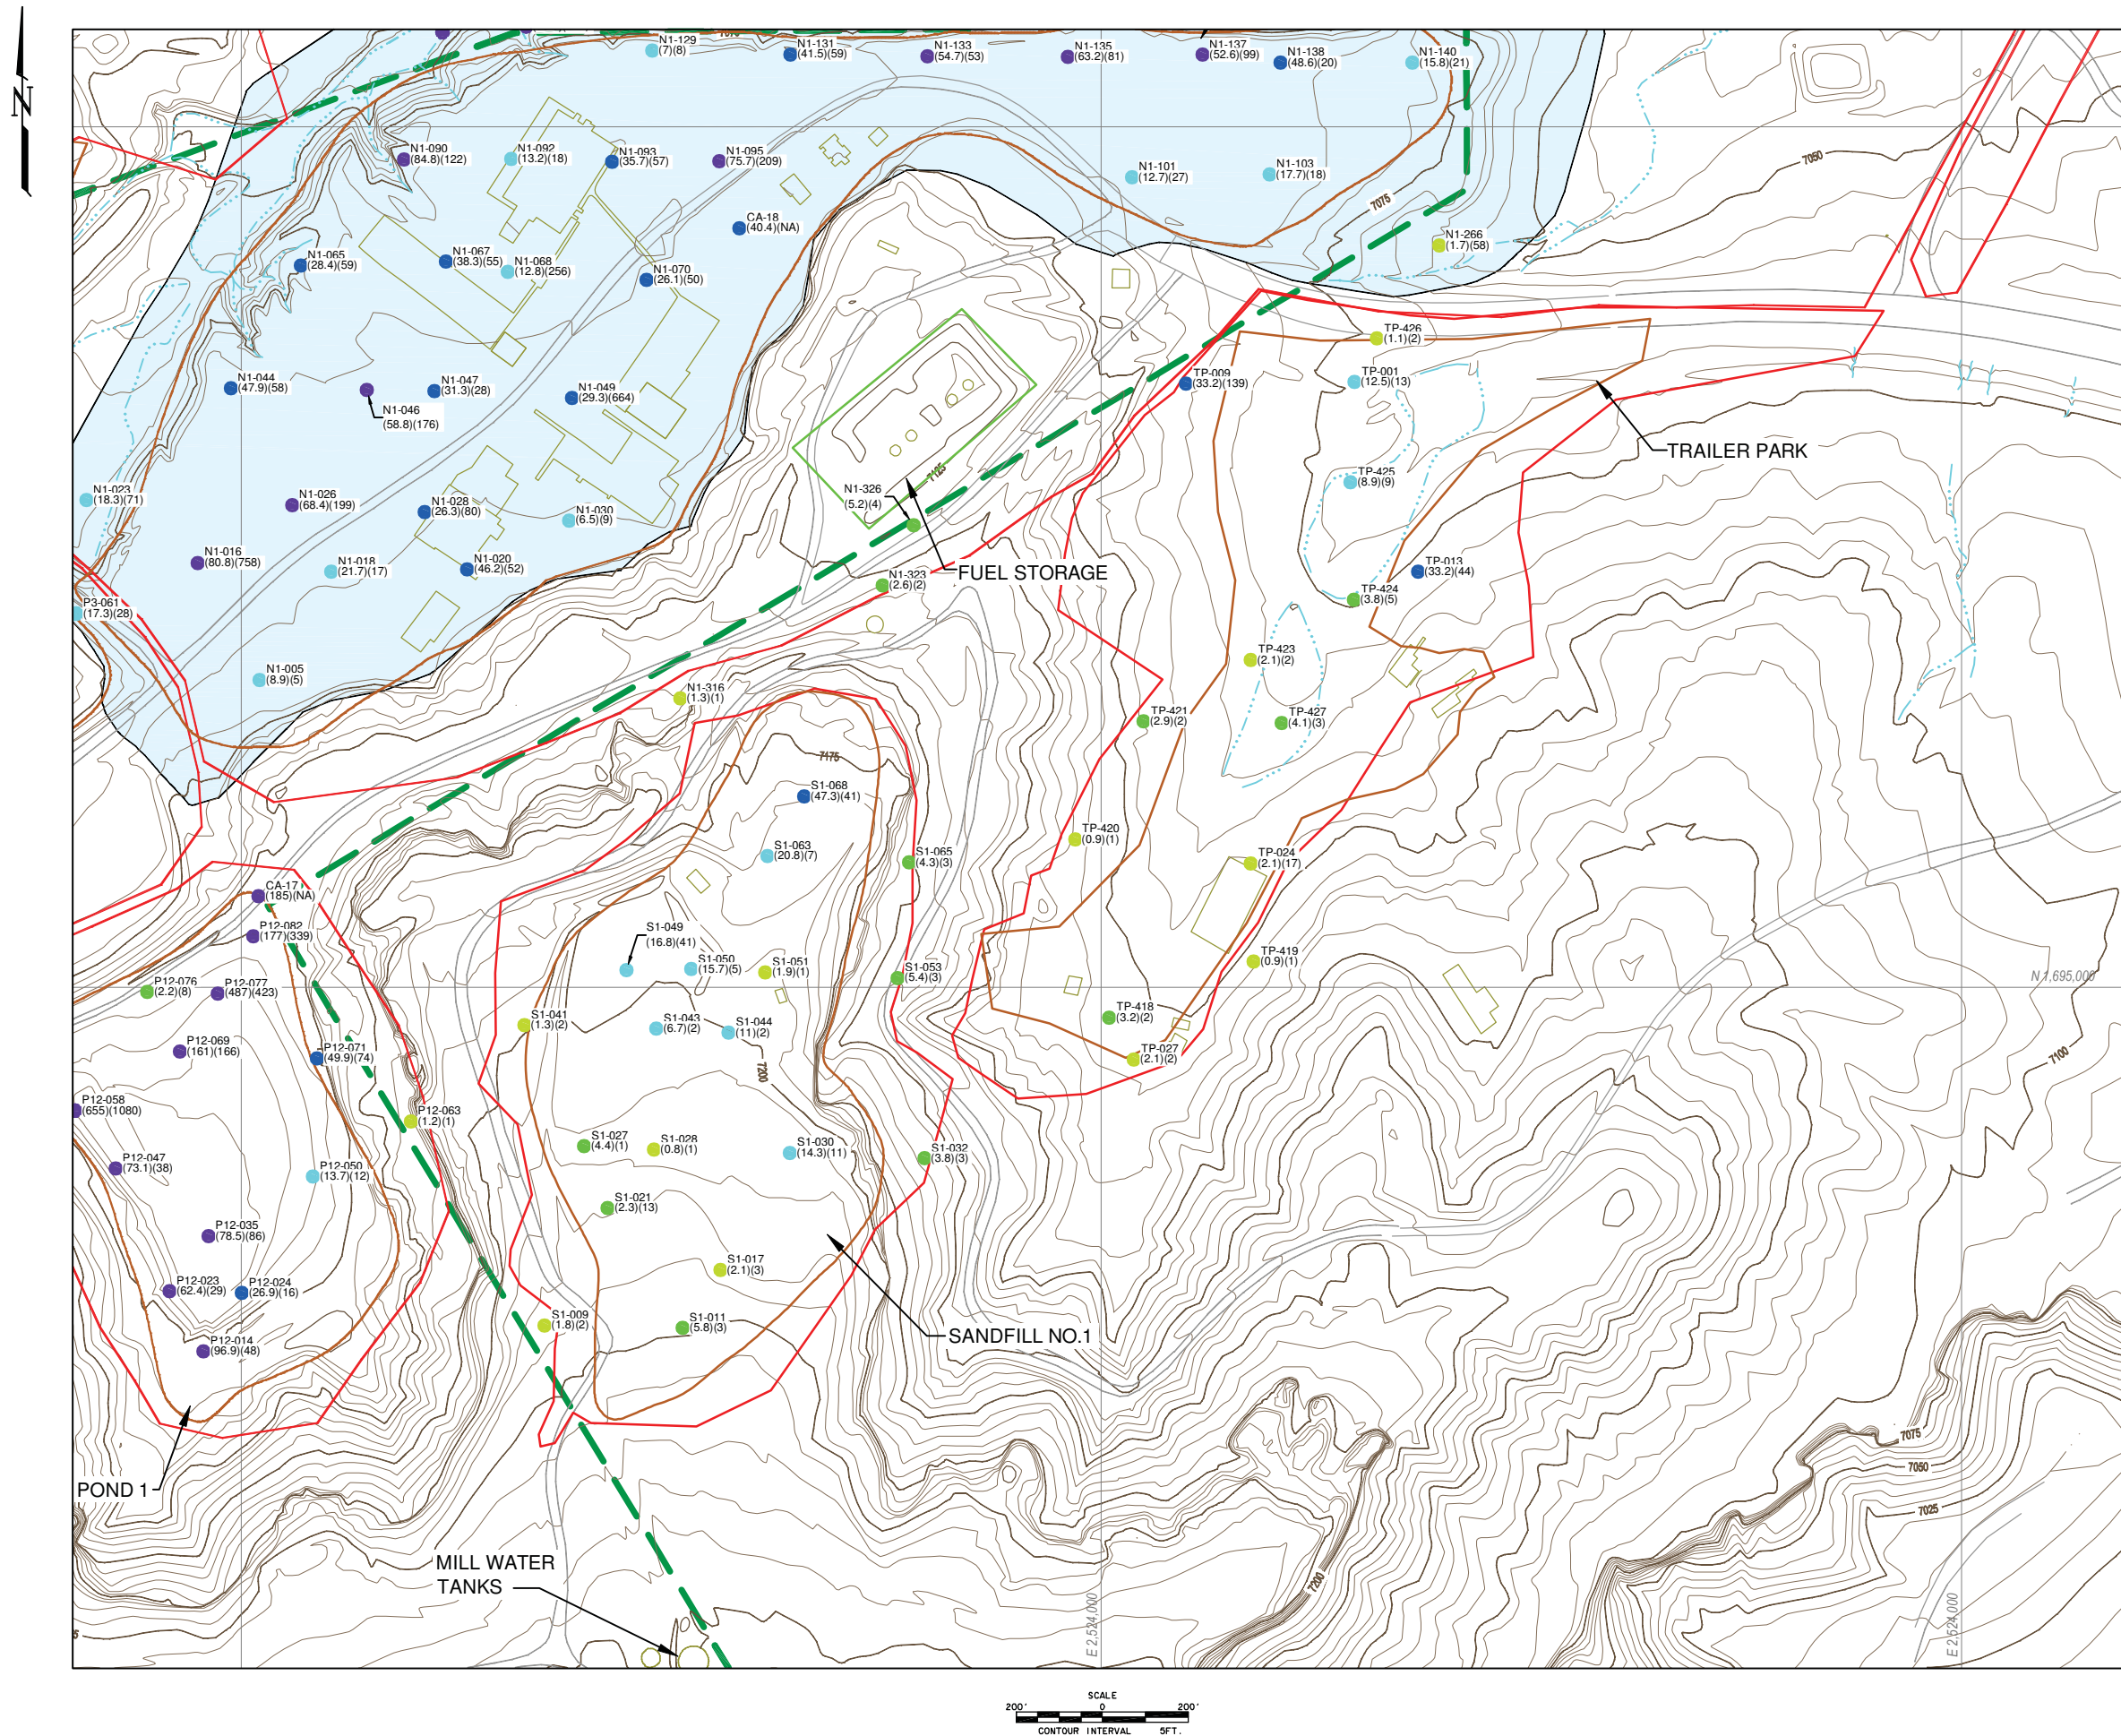 N
7075
N1-129
(7)(8)
N1-131
(41.5)(59)
N1-133
(54.7)(53)
N1-135
(63.2)(81)
N1-137
(52.6)(99)
N1-138
(48.6)(20)
N1-140
(15.8)(21)
N1-090
(84.8)(122)
N1-092
(13.2)(18)
N1-093
(35.7)(57)
N1-095
(75.7)(209)
N1-101
(12.7)(27)
N1-103
(17.7)(18)
7050
7075
CA-18
(40.4)(NA)
N1-266
(1.7)(58)
N1-065
(28.4)(59)
N1-067
(38.3)(55)
N1-068
(12.8)(256)
N1-070
(26.1)(50)
TP-426
(1.1)(2)
N1-044
(47.9)(58)
N1-046
(58.8)(176)
N1-047
(31.3)(28)
N1-049
(29.3)(664)
TP-009
(33.2)(139)
TP-001
(12.5)(13)
TRAILER PARK
7125
TP-425
(8.9)(9)
N1-023
(18.3)(71)
N1-026
(68.4)(199)
N1-028
(26.3)(80)
N1-030
(6.5)(9)
N1-326
(5.2)(4)
N1-016
(80.8)(758)
N1-018
(21.7)(17)
N1-020
(46.2)(52)
N1-323
(2.6)(2)
FUEL STORAGE
TP-013
(33.2)(44)
TP-424
(3.8)(5)
P3-061
(17.3)(28)
TP-423
(2.1)(2)
N1-005
(8.9)(5)
N1-316
(1.3)(1)
TP-421
(2.9)(2)
TP-427
(4.1)(3)
7175
S1-068
(47.3)(41)
TP-420
(0.9)(1)
S1-063
(20.8)(7)
S1-065
(4.3)(3)
TP-024
(2.1)(17)
CA-17
(185)(NA)
P12-082
(177)(339)
S1-049
(16.8)(41)
S1-050
(15.7)(5)
S1-051
(1.9)(1)
S1-053
(5.4)(3)
TP-419
(0.9)(1)
N 1,695,000
P12-076
(2.2)(8)
P12-077
(487)(423)
S1-041
(1.3)(2)
S1-043
(6.7)(2)
S1-044
(11)(2)
TP-418
(3.2)(2)
P12-069
(161)(166)
P12-071
(49.9)(74)
7200
TP-027
(2.1)(2)
7100
P12-058
(655)(1080)
P12-063
(1.2)(1)
P12-047
(73.1)(38)
P12-050
(13.7)(12)
S1-027
(4.4)(1)
S1-028
(0.8)(1)
S1-030
(14.3)(11)
S1-032
(3.8)(3)
S1-021
(2.3)(13)
P12-035
(78.5)(86)
S1-017
(2.1)(3)
P12-023
(62.4)(29)
P12-024
(26.9)(16)
S1-009
(1.8)(2)
S1-011
(5.8)(3)
SANDFILL NO.1
P12-014
(96.9)(48)
7075
7050
7025
POND 1
MILL WATER
TANKS
7200
E 2,524,000
E 2,524,000
5
SCALE
200' 0 200'
CONTOUR INTERVAL 5FT.